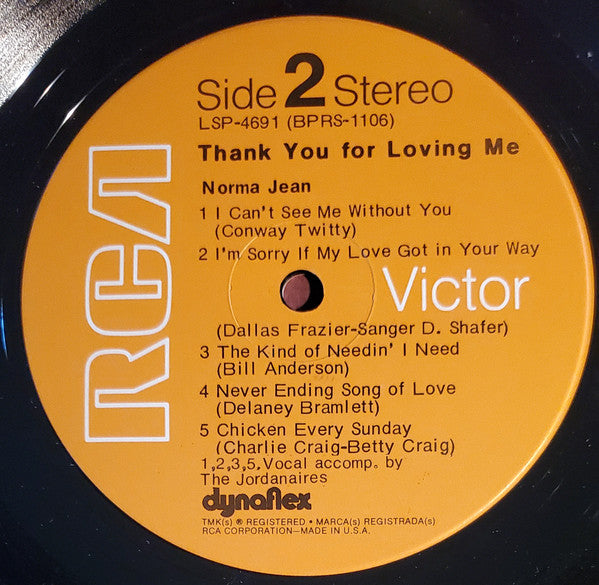 RCA
Side 2 Stereo
LSP-4691 (BPRS-1106)
Thank You for Loving Me
Norma Jean
1 I Can't See Me Without You
(Conway Twitty)
2 I'm Sorry If My Love Got in Your Way
Victor
(Dallas Frazier-Sanger D. Shafer)
3 The Kind of Needin' I Need
(Bill Anderson)
4 Never Ending Song of Love
(Delaney Bramlett)
5 Chicken Every Sunday
(Charlie Craig-Betty Craig)
1,2,3,5, Vocal accomp. by
The Jordanaires
dynaflex
TMK(s) ® REGISTERED • MARCA(s) REGISTRADA(s)
RCA CORPORATION—MADE IN U.S.A.